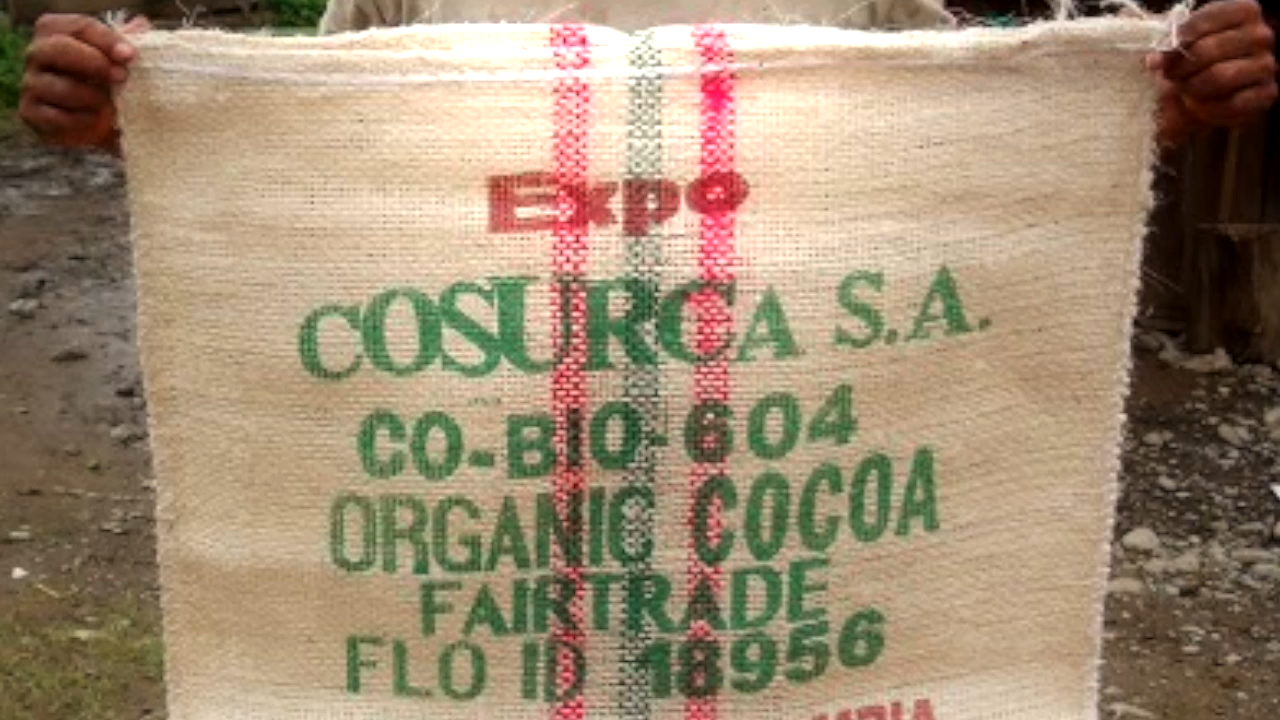 Expo
COSURCA S.A.
CO-BIO-604
ORGANIC COCOA
FAIRTRADE
FLO ID 18956